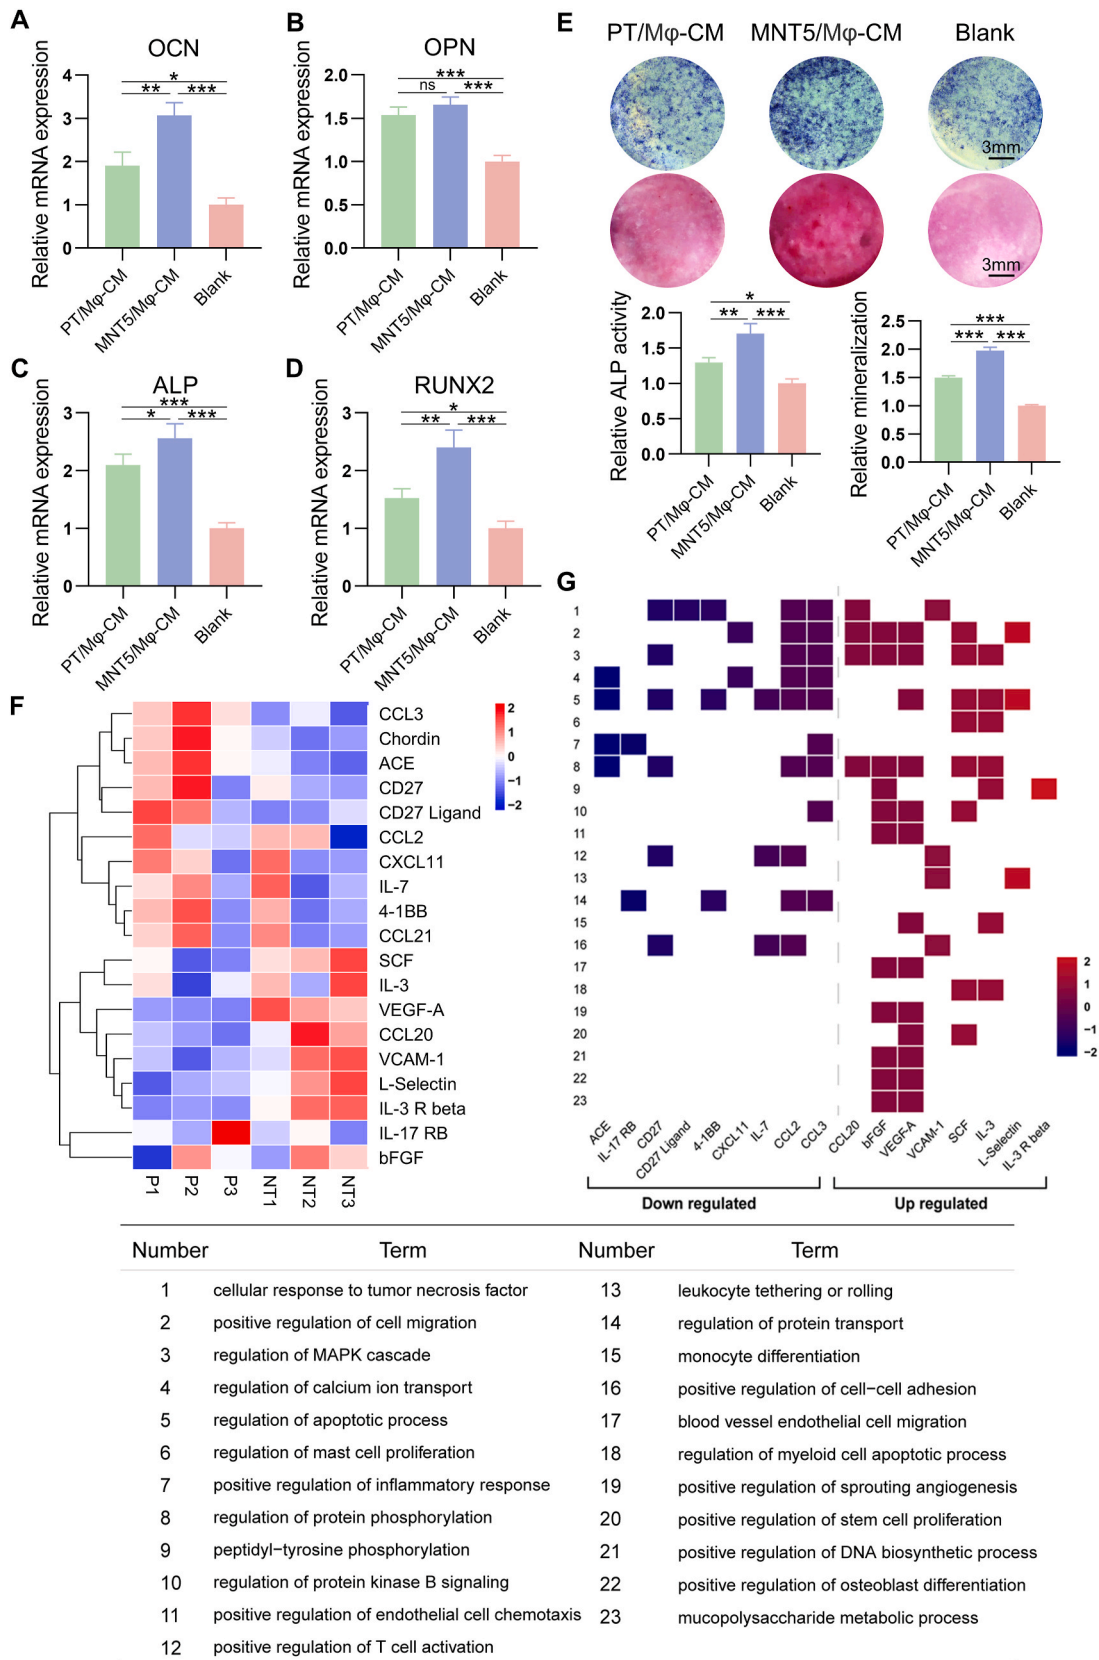 A
OCN
Relative mRNA expression
4
3
2
1
0
*
**
***
PT/Mφ-CM
MNT5/Mφ-CM
Blank
B
OPN
Relative mRNA expression
2.0
1.5
1.0
0.5
0.0
***
ns
***
PT/Mφ-CM
MNT5/Mφ-CM
Blank
C
ALP
Relative mRNA expression
3
2
1
0
***
*
***
PT/Mφ-CM
MNT5/Mφ-CM
Blank
D
RUNX2
Relative mRNA expression
3
2
1
0
*
**
***
PT/Mφ-CM
MNT5/Mφ-CM
Blank
E
PT/Mφ-CM
MNT5/Mφ-CM
Blank
3mm
3mm
Relative ALP activity
2.0
1.5
1.0
0.5
0.0
*
**
***
PT/Mφ-CM
MNT5/Mφ-CM
Blank
Relative mineralization
2.5
2.0
1.5
1.0
0.5
0.0
***
***
***
PT/Mφ-CM
MNT5/Mφ-CM
Blank
F
CCL3
Chordin
ACE
CD27
CD27 Ligand
CCL2
CXCL11
IL-7
4-1BB
CCL21
SCF
IL-3
VEGF-A
CCL20
VCAM-1
L-Selectin
IL-3 R beta
IL-17 RB
bFGF
P1
P2
P3
NT1
NT2
NT3
2
1
0
−1
−2
G
1
2
3
4
5
6
7
8
9
10
11
12
13
14
15
16
17
18
19
20
21
22
23
ACE
IL-17 RB
CD27
CD27 Ligand
4-1BB
CXCL11
IL-7
CCL2
CCL3
CCL20
bFGF
VEGF-A
VCAM-1
SCF
IL-3
L-Selectin
IL-3 R beta
Down regulated
Up regulated
2
1
0
−1
−2
Number Term Number Term
1 cellular response to tumor necrosis factor 13 leukocyte tethering or rolling
2 positive regulation of cell migration 14 regulation of protein transport
3 regulation of MAPK cascade 15 monocyte differentiation
4 regulation of calcium ion transport 16 positive regulation of cell−cell adhesion
5 regulation of apoptotic process 17 blood vessel endothelial cell migration
6 regulation of mast cell proliferation 18 regulation of myeloid cell apoptotic process
7 positive regulation of inflammatory response 19 positive regulation of sprouting angiogenesis
8 regulation of protein phosphorylation 20 positive regulation of stem cell proliferation
9 peptidyl−tyrosine phosphorylation 21 positive regulation of DNA biosynthetic process
10 regulation of protein kinase B signaling 22 positive regulation of osteoblast differentiation
11 positive regulation of endothelial cell chemotaxis 23 mucopolysaccharide metabolic process
12 positive regulation of T cell activation